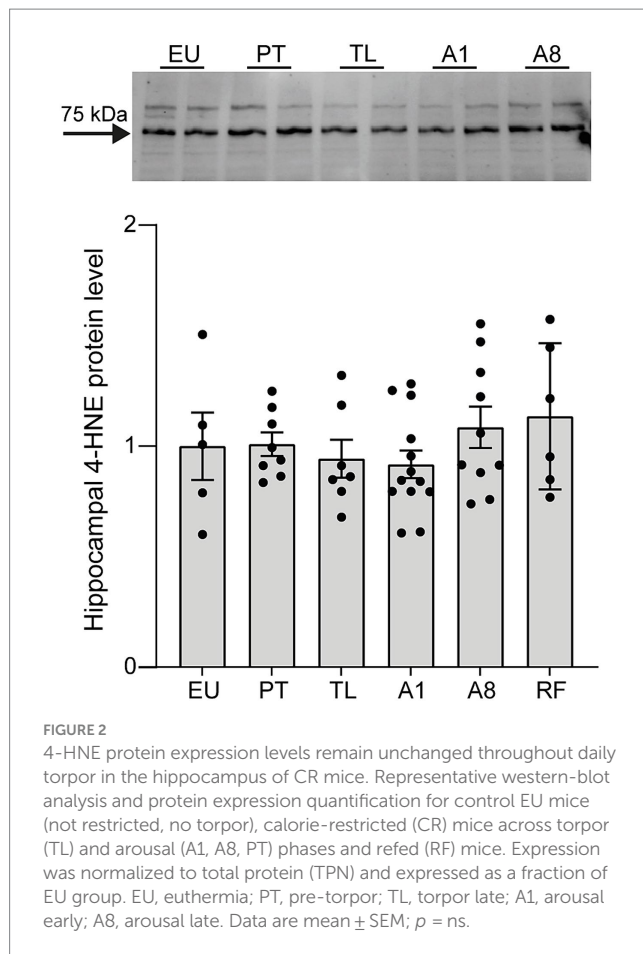 EU PT TL A1 A8
75 kDa
Hippocampal 4-HNE protein level
2
1
0
EU PT TL A1 A8 RF
FIGURE 2
4-HNE protein expression levels remain unchanged throughout daily
torpor in the hippocampus of CR mice. Representative western-blot
analysis and protein expression quantification for control EU mice
(not restricted, no torpor), calorie-restricted (CR) mice across torpor
(TL) and arousal (A1, A8, PT) phases and refed (RF) mice. Expression
was normalized to total protein (TPN) and expressed as a fraction of
EU group. EU, euthermia; PT, pre-torpor; TL, torpor late; A1, arousal
early; A8, arousal late. Data are mean ± SEM; p = ns.